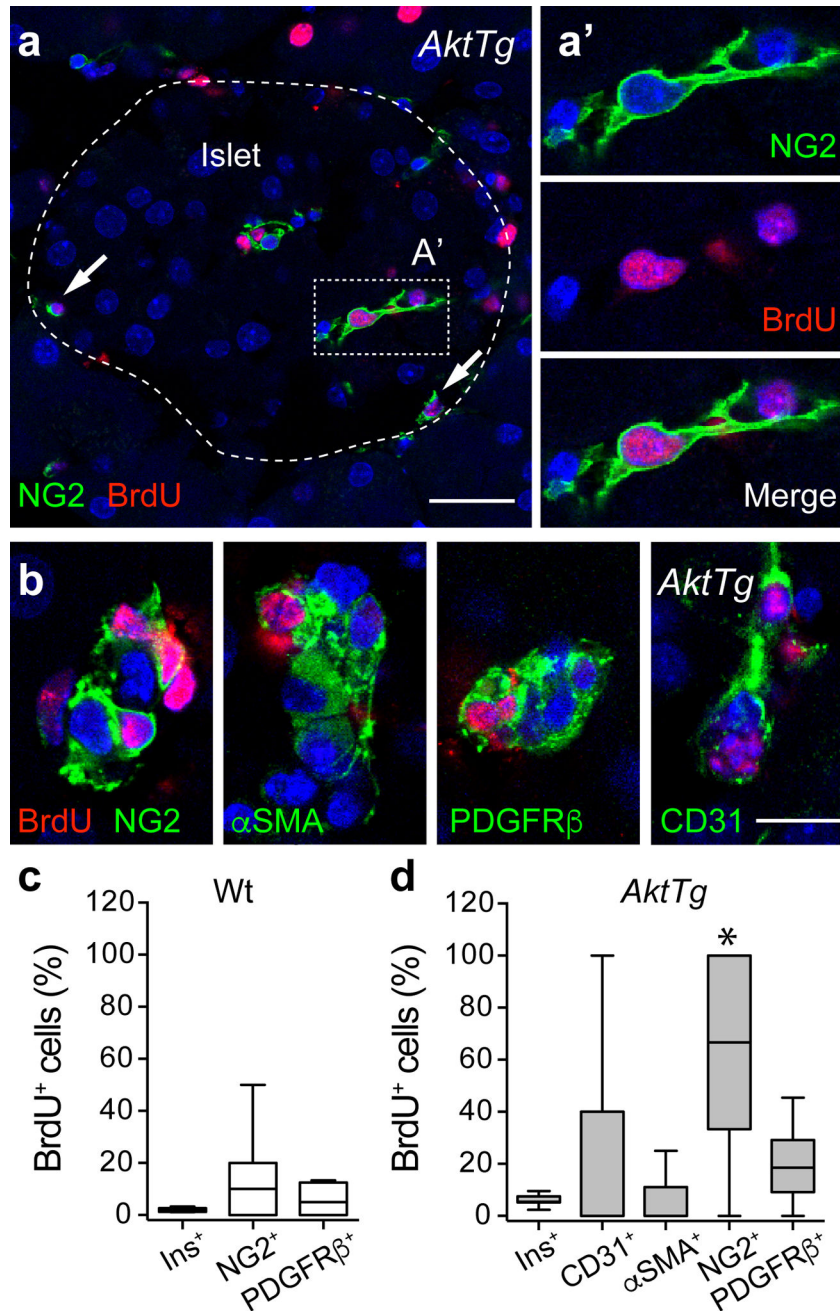 a
AktTg
Islet
A'
NG2 BrdU
a'
NG2
BrdU
Merge
b
BrdU NG2
αSMA
PDGFRβ
AktTg
CD31
c
Wt
BrdU⁺ cells (%)
120
100
80
60
40
20
0
Ins⁺
NG2⁺
PDGFRβ⁺
d
AktTg
BrdU⁺ cells (%)
120
100
80
60
40
20
0
*
Ins⁺
CD31⁺
αSMA⁺
NG2⁺
PDGFRβ⁺